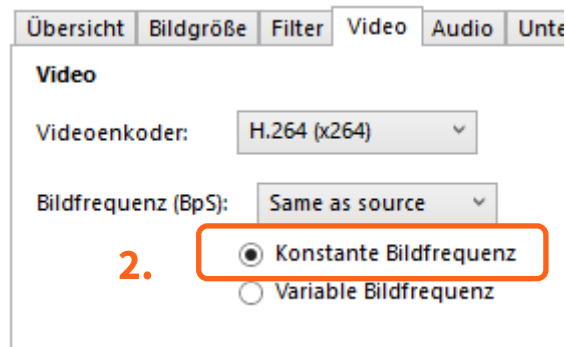 Übersicht Bildgröße Filter Video Audio Unte
Video
Videoenkoder: H.264 (x264)
Bildfrequenz (BpS): Same as source
2. Konstante Bildfrequenz
Variable Bildfrequenz